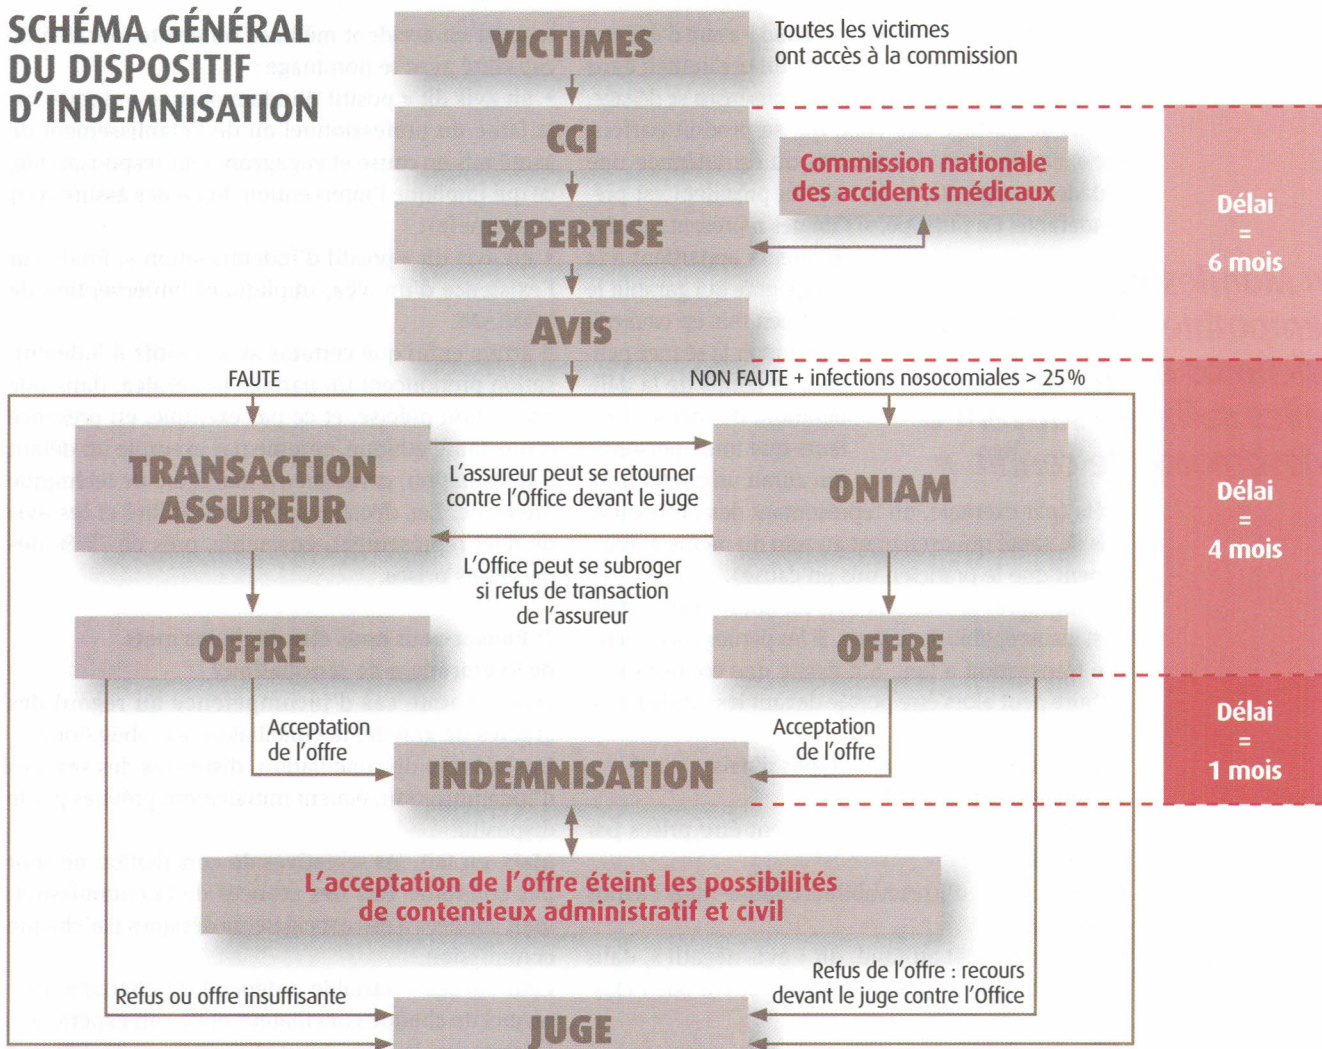 SCHÉMA GÉNÉRAL
DU DISPOSITIF
D'INDEMNISATION
VICTIMES
Toutes les victimes
ont accès à la commission
CCI
Commission nationale
des accidents médicaux
EXPERTISE
AVIS
Délai
=
6 mois
FAUTE
NON FAUTE + infections nosocomiales > 25 %
TRANSACTION
ASSUREUR
L'assureur peut se retourner
contre l'Office devant le juge
ONIAM
L'Office peut se subroger
si refus de transaction
de l'assureur
Délai
=
4 mois
OFFRE
OFFRE
Acceptation
de l'offre
Acceptation
de l'offre
INDEMNISATION
Délai
=
1 mois
L'acceptation de l'offre éteint les possibilités
de contentieux administratif et civil
Refus ou offre insuffisante
Refus de l'offre : recours
devant le juge contre l'Office
JUGE